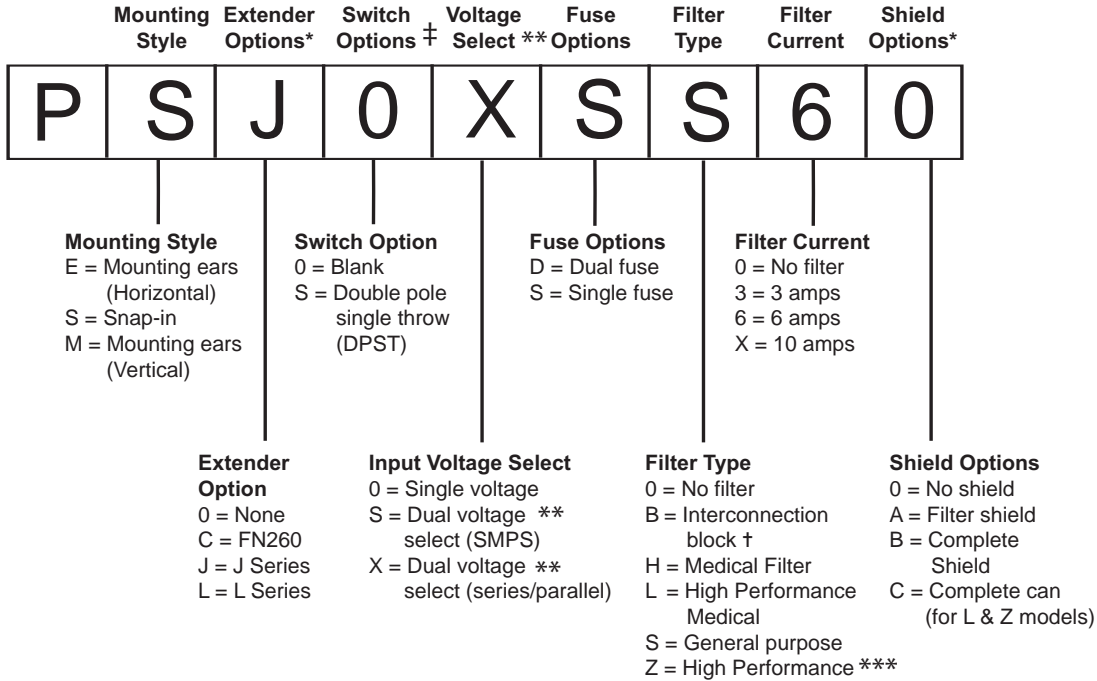 Mounting Style
Extender Options*
Switch Options ‡
Voltage Select **
Fuse Options
Filter Type
Filter Current
Shield Options*
P S J 0 X S S 6 0
Mounting Style
E = Mounting ears
(Horizontal)
S = Snap-in
M = Mounting ears
(Vertical)
Switch Option
0 = Blank
S = Double pole
single throw
(DPST)
Fuse Options
D = Dual fuse
S = Single fuse
Filter Current
0 = No filter
3 = 3 amps
6 = 6 amps
X = 10 amps
Extender
Option
0 = None
C = FN260
J = J Series
L = L Series
Input Voltage Select
0 = Single voltage
S = Dual voltage **
select (SMPS)
X = Dual voltage **
select (series/parallel)
Filter Type
0 = No filter
B = Interconnection
block †
H = Medical Filter
L = High Performance
Medical
S = General purpose
Z = High Performance ***
Shield Options
0 = No shield
A = Filter shield
B = Complete
Shield
C = Complete can
(for L & Z models)